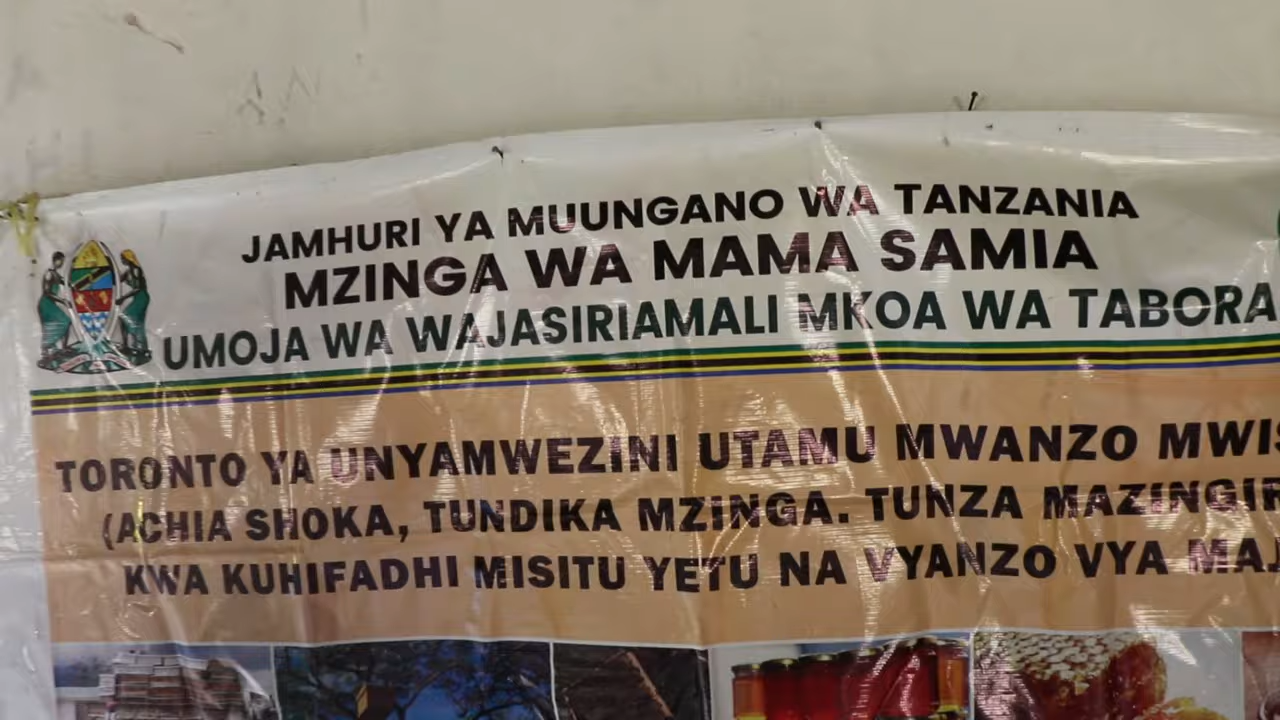 JAMHURI YA MUUNGANO WA TANZANIA
MZINGA WA MAMA SAMIA
UMOJA WA WAJASIRIAMALI MKOA WA TABORA
TORONTO YA UNYAMWEZINI UTAMU MWANZO
(ACHIA SHOKA, TUNDIKA MZINGA. TUNZA
KWA KUHIFADHI MISITU YETU NA VYANZO VYA